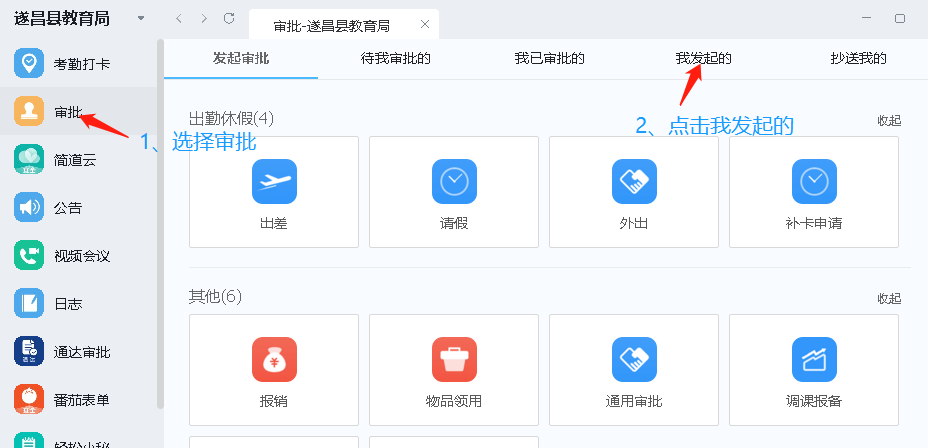 遂昌县教育局
审批-遂昌县教育局
考勤打卡
审批
简道云
公告
视频会议
日志
通达审批
番茄表单
轻松小秘
发起审批
待我审批的
我已审批的
我发起的
抄送我的
1、选择审批
2、点击我发起的
出勤休假(4)
收起
出差
请假
外出
补卡申请
其他(6)
收起
报销
物品领用
通用审批
调课报备